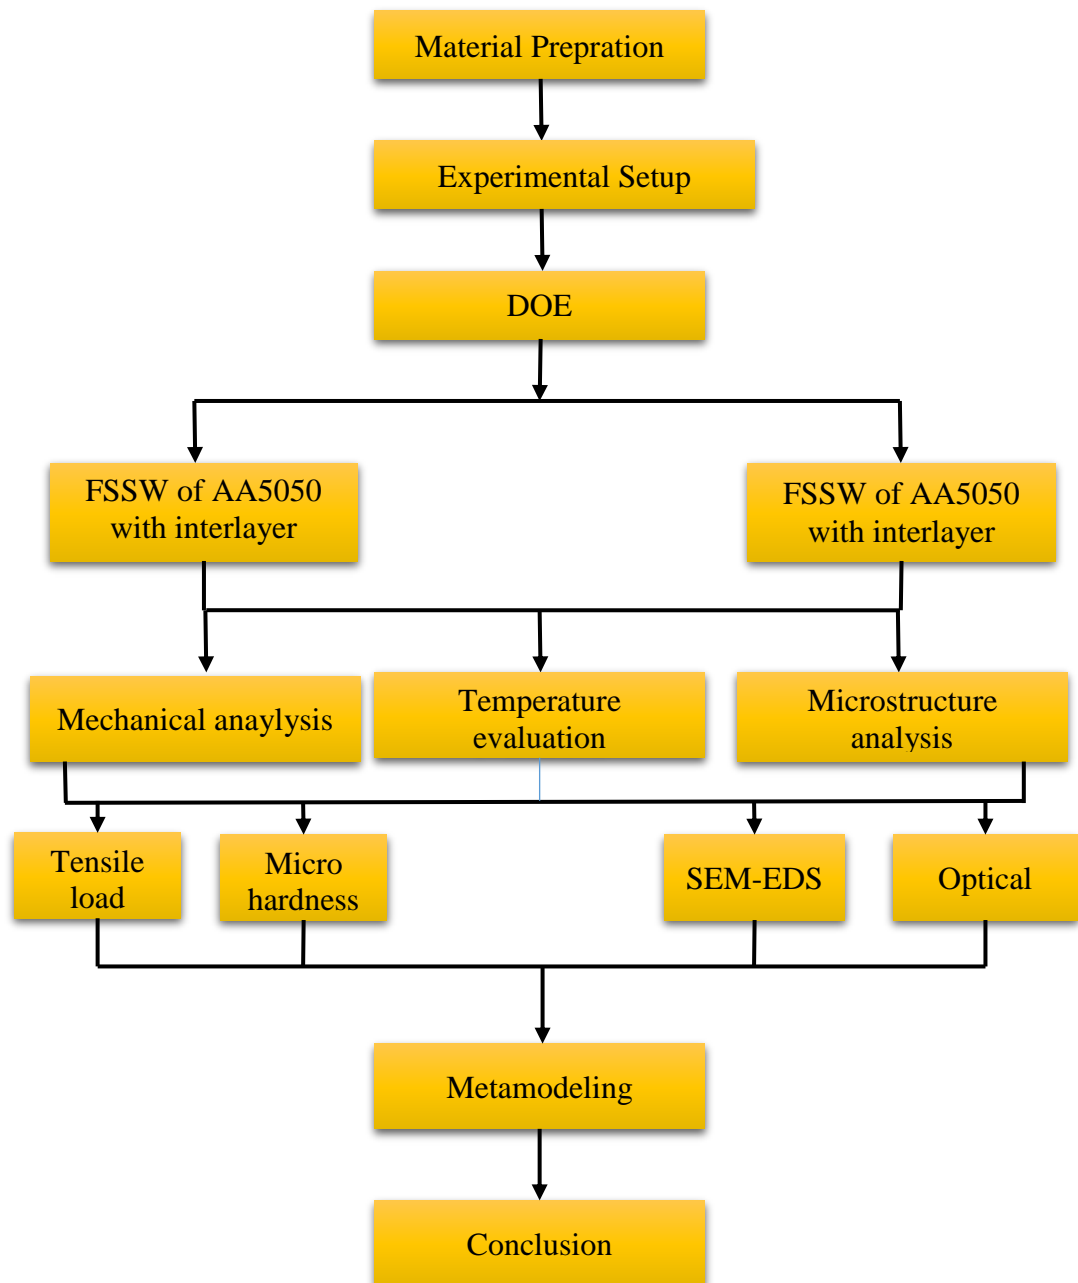 Material Prepration
Experimental Setup
DOE
FSSW of AA5050
with interlayer
FSSW of AA5050
with interlayer
Mechanical anaylysis
Temperature
evaluation
Microstructure
analysis
Tensile
load
Micro
hardness
SEM-EDS
Optical
Metamodeling
Conclusion